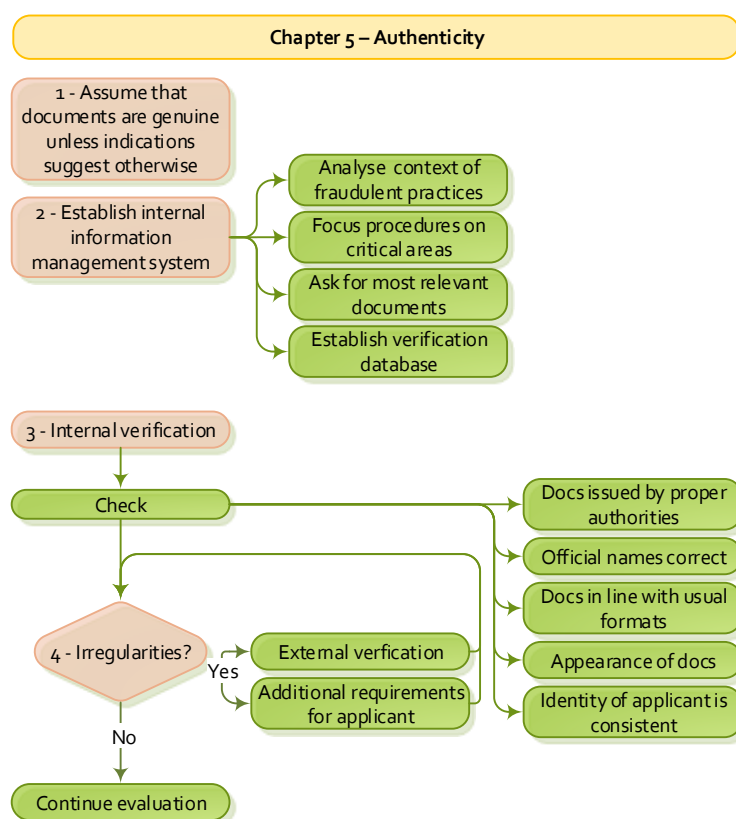 Chapter 5 – Authenticity
1 - Assume that
documents are genuine
unless indications
suggest otherwise
2 - Establish internal
information
management system
Analyse context of
fraudulent practices
Focus procedures on
critical areas
Ask for most relevant
documents
Establish verification
database
3 - Internal verification
Check
Docs issued by proper
authorities
Official names correct
Docs in line with usual
formats
Appearance of docs
Identity of applicant is
consistent
4 - Irregularities?
Yes
External verfication
Additional requirements
for applicant
No
Continue evaluation